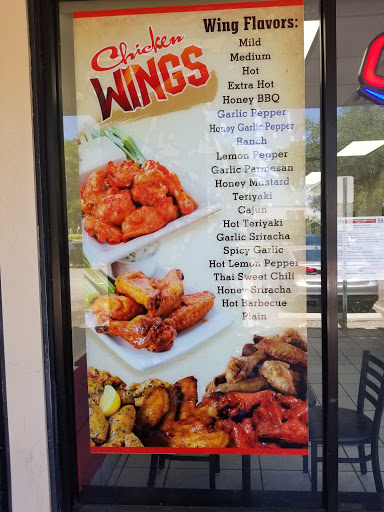 Chicken
WINGS
Wing Flavors:
Mild
Medium
Hot
Extra Hot
Honey BBQ
Garlic Pepper
Honey Garlic Pepper
Ranch
Lemon Pepper
Garlic Parmesan
Honey Mustard
Teriyaki
Cajun
Hot Teriyaki
Garlic Sriracha
Spicy Garlic
Hot Lemon Pepper
Thai Sweet Chili
Honey Sriracha
Hot Barbecue
Plain